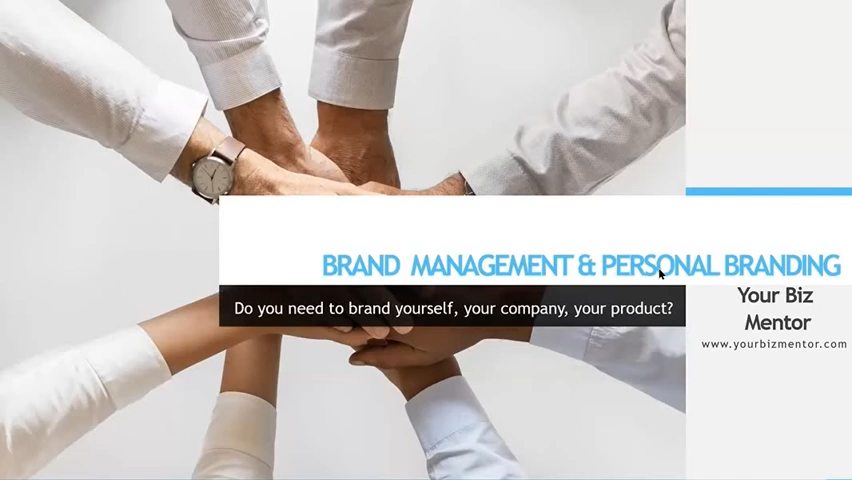 BRAND MANAGEMENT & PERSONAL BRANDING
Do you need to brand yourself, your company, your product?
Your Biz
Mentor
www.yourbizmentor.com